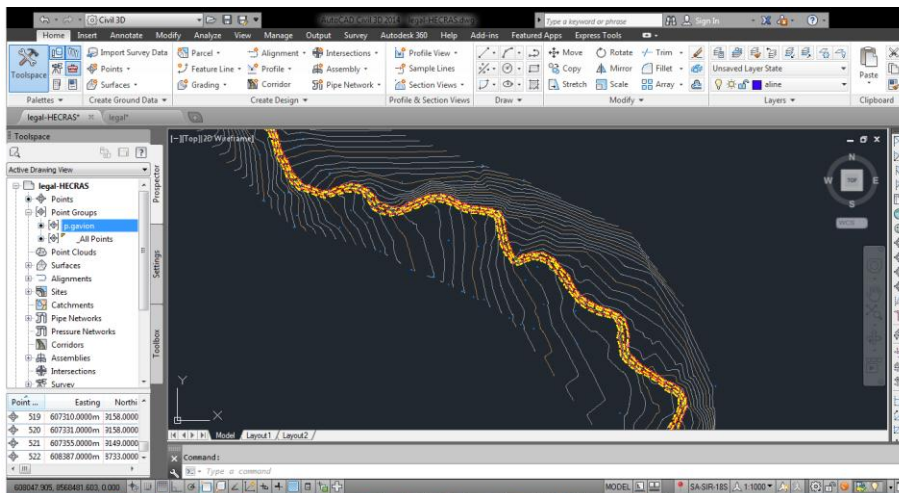 Civil 3D
AutoCAD Civil 3D 2014 legal-HECRAS.dwg
Type a keyword or phrase
Sign In
Home Insert Annotate Modify Analyze View Manage Output Survey Autodesk 360 Help Add-ins Featured Apps Express Tools
Toolspace
Import Survey Data
Points
Surfaces
Parcel
Feature Line
Grading
Alignment
Profile
Corridor
Intersections
Assembly
Pipe Network
Profile View
Sample Lines
Section Views
Move
Copy
Stretch
Rotate
Mirror
Scale
Trim
Fillet
Array
Unsaved Layer State
aline
Paste
Palettes
Create Ground Data
Create Design
Profile & Section Views
Draw
Modify
Layers
Clipboard
legal-HECRAS*
legal*
Toolspace
Active Drawing View
legal-HECRAS
Points
Point Groups
p.gavion
_All Points
Point Clouds
Surfaces
Alignments
Sites
Catchments
Pipe Networks
Pressure Networks
Corridors
Assemblies
Intersections
Survey
Prospector
Settings
Toolbox
Point ... Easting Northi
519 607310.0000m 3158.0000
520 607331.0000m 3158.0000
521 607355.0000m 3149.0000
522 608387.0000m 3733.0000
[-][Top][2D Wireframe]
N
W TOP E
S
WCS
Y
X
Model Layout1 Layout2
Command:
Type a command
608047.905, 8568481.603, 0.000
MODEL
SA-SIR-18S
1:1000